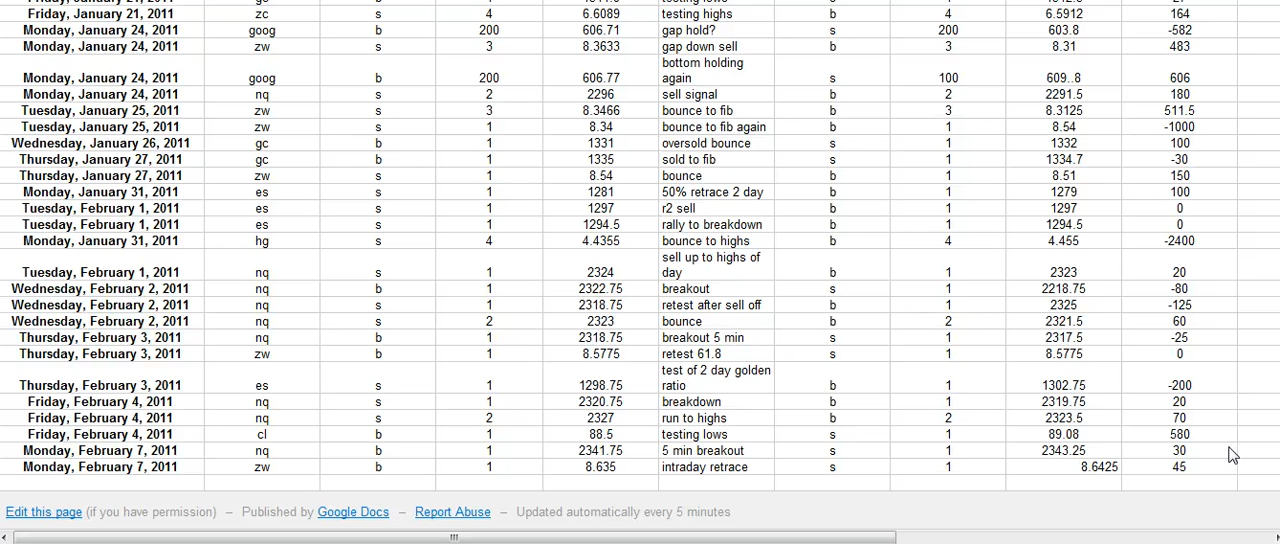 Friday, January 21, 2011 zc b 4 6.6089 testing highs b 4 6.5912 164
Monday, January 24, 2011 goog b 200 606.71 gap hold? s 200 603.8 -582
Monday, January 24, 2011 zw s 3 8.3633 gap down sell b 3 8.31 483
bottom holding
Monday, January 24, 2011 goog b 200 606.77 again s 100 609..8 606
Monday, January 24, 2011 nq s 2 2296 sell signal b 2 2291.5 180
Tuesday, January 25, 2011 zw s 3 8.3466 bounce to fib b 3 8.3125 511.5
Tuesday, January 25, 2011 zw s 1 8.34 bounce to fib again b 1 8.54 -1000
Wednesday, January 26, 2011 gc b 1 1331 oversold bounce s 1 1332 100
Thursday, January 27, 2011 gc b 1 1335 sold to fib s 1 1334.7 -30
Thursday, January 27, 2011 zw s 1 8.54 bounce b 1 8.51 150
Monday, January 31, 2011 es s 1 1281 50% retrace 2 day b 1 1279 100
Tuesday, February 1, 2011 es s 1 1297 r2 sell b 1 1297 0
Tuesday, February 1, 2011 es s 1 1294.5 rally to breakdown b 1 1294.5 0
Monday, January 31, 2011 hg s 4 4.4355 bounce to highs b 4 4.455 -2400
sell up to highs of
Tuesday, February 1, 2011 nq s 1 2324 day b 1 2323 20
Wednesday, February 2, 2011 nq b 1 2322.75 breakout s 1 2218.75 -80
Wednesday, February 2, 2011 nq s 1 2318.75 retest after sell off b 1 2325 -125
Wednesday, February 2, 2011 nq s 2 2323 bounce b 2 2321.5 60
Thursday, February 3, 2011 nq b 1 2318.75 breakout 5 min s 1 2317.5 -25
Thursday, February 3, 2011 zw b 1 8.5775 retest 61.8 s 1 8.5775 0
test of 2 day golden
Thursday, February 3, 2011 es s 1 1298.75 ratio b 1 1302.75 -200
Friday, February 4, 2011 nq s 1 2320.75 breakdown b 1 2319.75 20
Friday, February 4, 2011 nq s 2 2327 run to highs b 2 2323.5 70
Friday, February 4, 2011 cl b 1 88.5 testing lows s 1 89.08 580
Monday, February 7, 2011 nq b 1 2341.75 5 min breakout s 1 2343.25 30
Monday, February 7, 2011 zw b 1 8.635 intraday retrace s 1 8.6425 45
Edit this page (if you have permission) – Published by Google Docs – Report Abuse – Updated automatically every 5 minutes